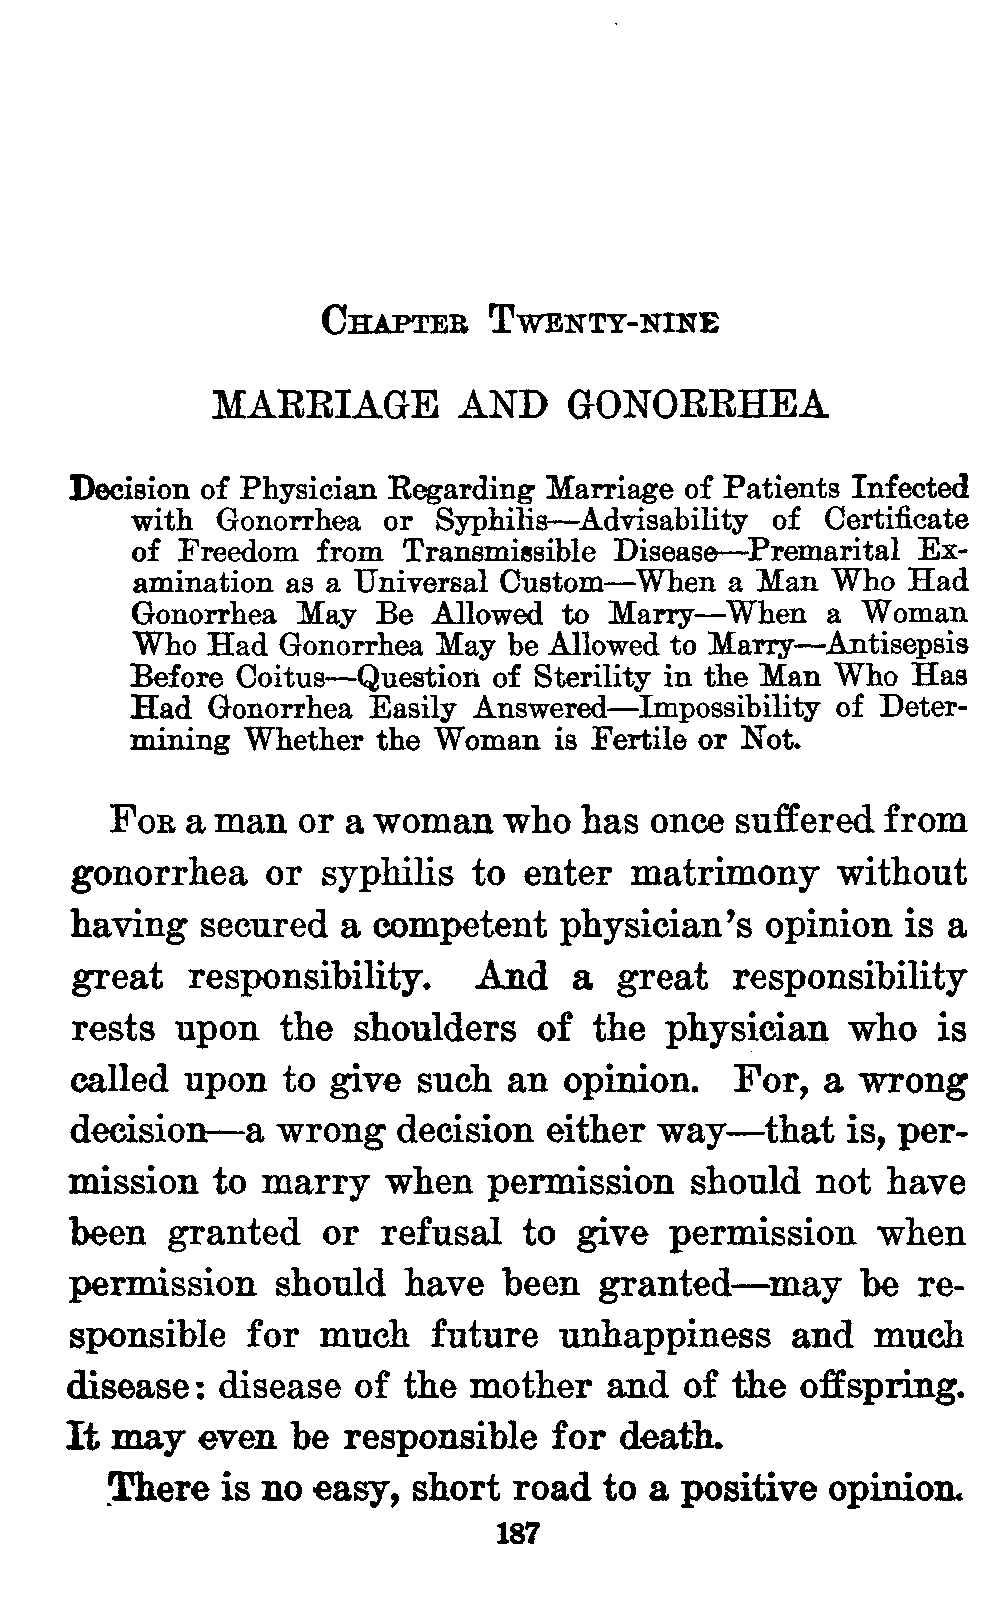 CHAPTER TWENTY-NINE
MARRIAGE AND GONORRHEA
Decision of Physician Regarding Marriage of Patients Infected
with Gonorrhea or Syphilis—Advisability of Certificate
of Freedom from Transmissible Disease—Premarital Ex-
amination as a Universal Custom—When a Man Who Had
Gonorrhea May Be Allowed to Marry—When a Woman
Who Had Gonorrhea May be Allowed to Marry—Antisepsis
Before Coitus—Question of Sterility in the Man Who Has
Had Gonorrhea Easily Answered—Impossibility of Deter-
mining Whether the Woman is Fertile or Not.
FOR a man or a woman who has once suffered from
gonorrhea or syphilis to enter matrimony without
having secured a competent physician's opinion is a
great responsibility. And a great responsibility
rests upon the shoulders of the physician who is
called upon to give such an opinion. For, a wrong
decision—a wrong decision either way—that is, per-
mission to marry when permission should not have
been granted or refusal to give permission when
permission should have been granted—may be re-
sponsible for much future unhappiness and much
disease: disease of the mother and of the offspring.
It may even be responsible for death.
There is no easy, short road to a positive opinion.
187